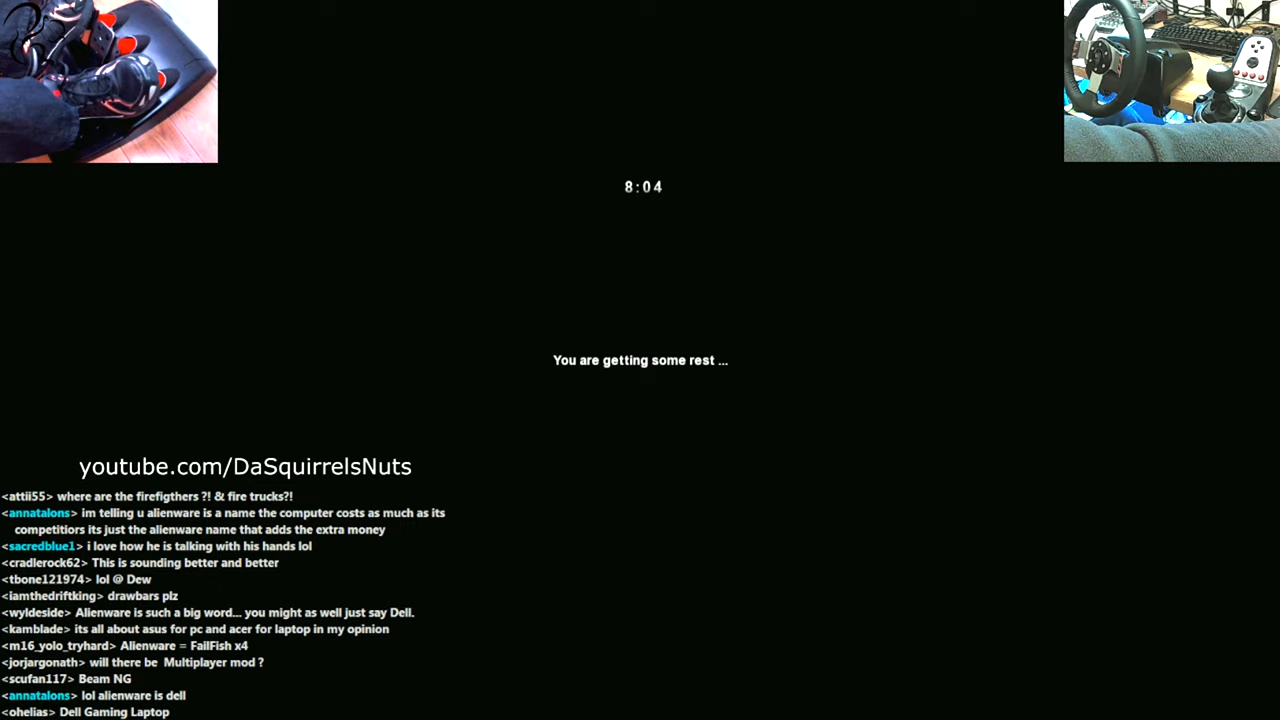 8:04
You are getting some rest ...
youtube.com/DaSquirrelsNuts
<attii55> where are the firefigthers ?! & fire trucks?!
<annatalons> im telling u alienware is a name the computer costs as much as its
competitiors its just the alienware name that adds the extra money
<sacredblue1> i love how he is talking with his hands lol
<cradlerock62> This is sounding better and better
<tbone121974> lol @ Dew
<iamthedriftking> drawbars plz
<wyldeside> Alienware is such a big word... you might as well just say Dell.
<kamblade> its all about asus for pc and acer for laptop in my opinion
<m16_yolo_tryhard> Alienware = FailFish x4
<jorjargonath> will there be  Multiplayer mod ?
<scufan117> Beam NG
<annatalons> lol alienware is dell
<ohelias> Dell Gaming Laptop